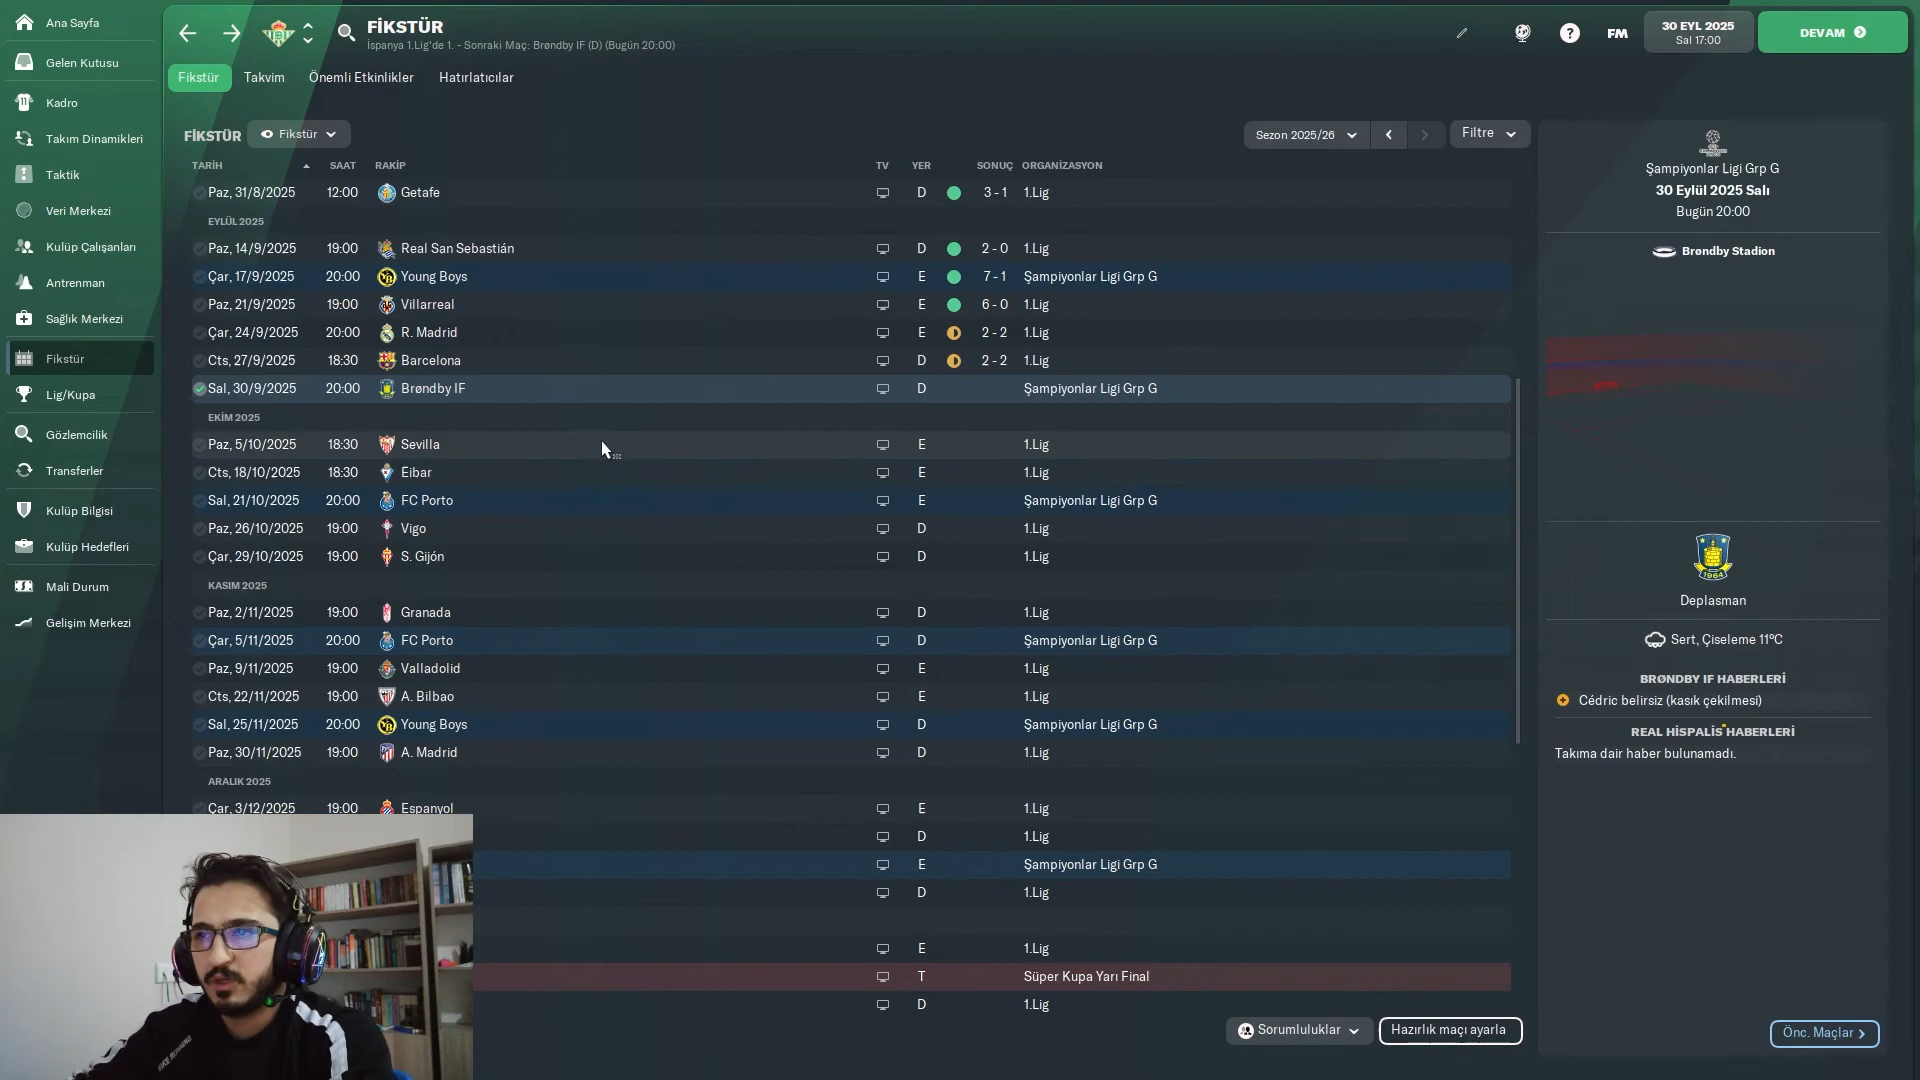 Ana Sayfa
Gelen Kutusu
Kadro
Takım Dinamikleri
Taktik
Veri Merkezi
Kulüp Çalışanları
Antrenman
Sağlık Merkezi
Fikstür
Lig/Kupa
Gözlemcilik
Transferler
Kulüp Bilgisi
Kulüp Hedefleri
Mali Durum
Gelişim Merkezi
FİKSTÜR
İspanya 1.Lig'de 1. - Sonraki Maç: Brøndby IF (D) (Bugün 20:00)
FM
30 EYL 2025
Sal 17:00
DEVAM
Fikstür Takvim Önemli Etkinlikler Hatırlatıcılar
FİKSTÜR Fikstür Sezon 2025/26 Filtre
TARİH SAAT RAKİP TV YER SONUÇ ORGANİZASYON
Paz, 31/8/2025 12:00 Getafe D 3 - 1 1.Lig
EYLÜL 2025
Paz, 14/9/2025 19:00 Real San Sebastián D 2 - 0 1.Lig
Çar, 17/9/2025 20:00 Young Boys E 7 - 1 Şampiyonlar Ligi Grp G
Paz, 21/9/2025 19:00 Villarreal E 6 - 0 1.Lig
Çar, 24/9/2025 20:00 R. Madrid E 2 - 2 1.Lig
Cts, 27/9/2025 18:30 Barcelona D 2 - 2 1.Lig
Sal, 30/9/2025 20:00 Brøndby IF D Şampiyonlar Ligi Grp G
EKİM 2025
Paz, 5/10/2025 18:30 Sevilla E 1.Lig
Cts, 18/10/2025 18:30 Eibar E 1.Lig
Sal, 21/10/2025 20:00 FC Porto E Şampiyonlar Ligi Grp G
Paz, 26/10/2025 19:00 Vigo D 1.Lig
Çar, 29/10/2025 19:00 S. Gijón D 1.Lig
KASIM 2025
Paz, 2/11/2025 19:00 Granada D 1.Lig
Çar, 5/11/2025 20:00 FC Porto D Şampiyonlar Ligi Grp G
Paz, 9/11/2025 19:00 Valladolid E 1.Lig
Cts, 22/11/2025 19:00 A. Bilbao E 1.Lig
Sal, 25/11/2025 20:00 Young Boys D Şampiyonlar Ligi Grp G
Paz, 30/11/2025 19:00 A. Madrid D 1.Lig
ARALIK 2025
Çar, 3/12/2025 19:00 Espanyol E 1.Lig
D 1.Lig
E Şampiyonlar Ligi Grp G
D 1.Lig
E 1.Lig
T Süper Kupa Yarı Final
D 1.Lig
Sorumluluklar Hazırlık maçı ayarla
Şampiyonlar Ligi Grp G
30 Eylül 2025 Salı
Bugün 20:00
Brøndby Stadion
1964
Deplasman
Sert, Çiseleme 11°C
BRØNDBY IF HABERLERİ
Cédric belirsiz (kasık çekilmesi)
REAL HİSPALİS HABERLERİ
Takıma dair haber bulunamadı.
Önc. Maçlar
NIKE RUNNING